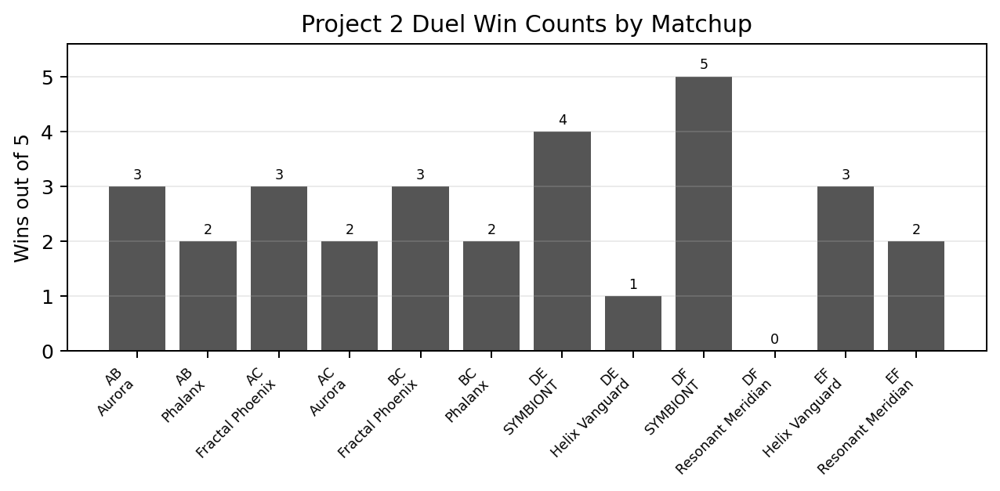 Project 2 Duel Win Counts by Matchup
Wins out of 5
5
4
3
2
1
0
3
2
3
2
3
2
4
1
5
0
3
2
AB
Aurora
AB
Phalanx
AC
Fractal Phoenix
AC
Aurora
BC
Fractal Phoenix
BC
Phalanx
DE
SYMBIONT
DE
Helix Vanguard
DF
SYMBIONT
DF
Resonant Meridian
EF
Helix Vanguard
EF
Resonant Meridian